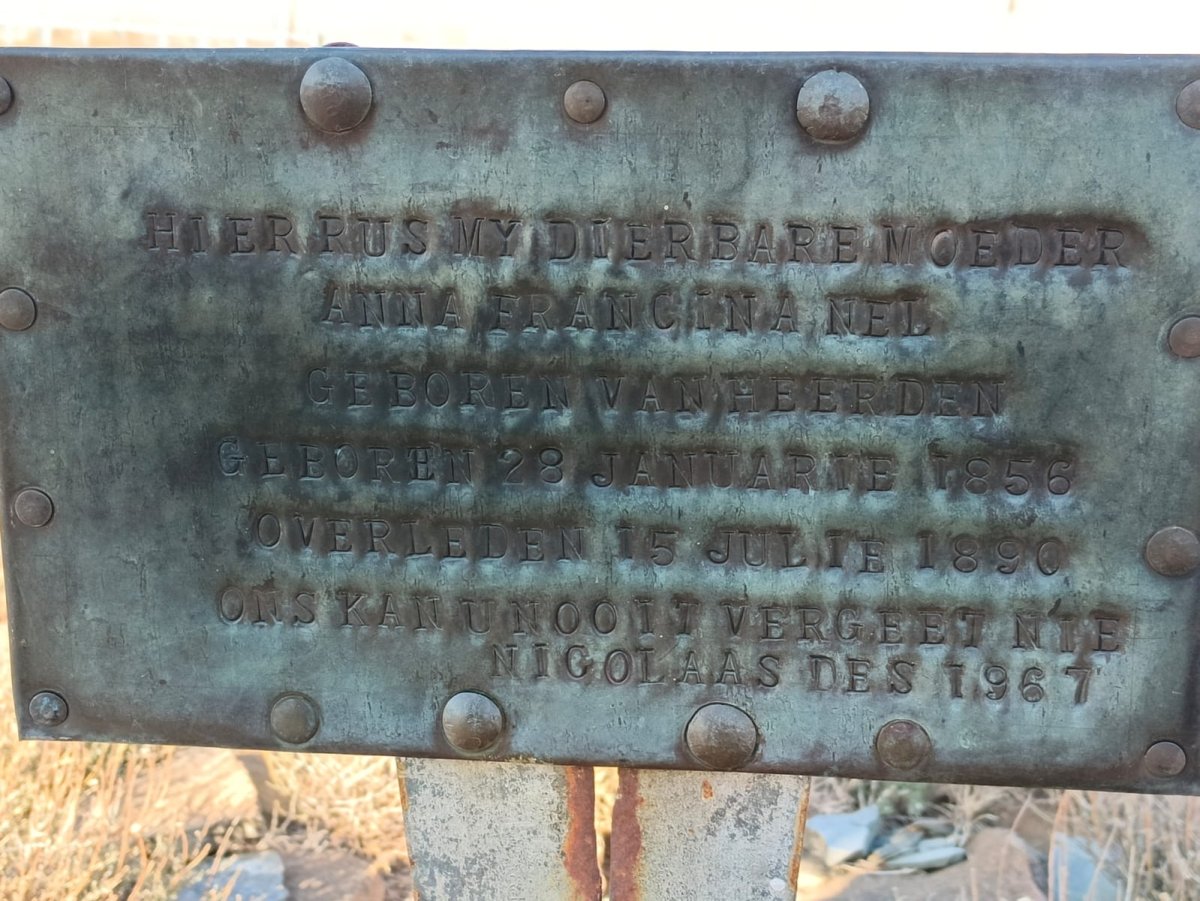 HIER RUS MY DIERBARE MOEDER
ANNA FRANCINA NEL
GEBOREN VAN HEERDEN
GEBOREN 28 JANUARIE 1856
OVERLEDEN 15 JULIE 1890
ONS KAN U NOOIT VERGEET NIE
NIGOLAAS DES 1967